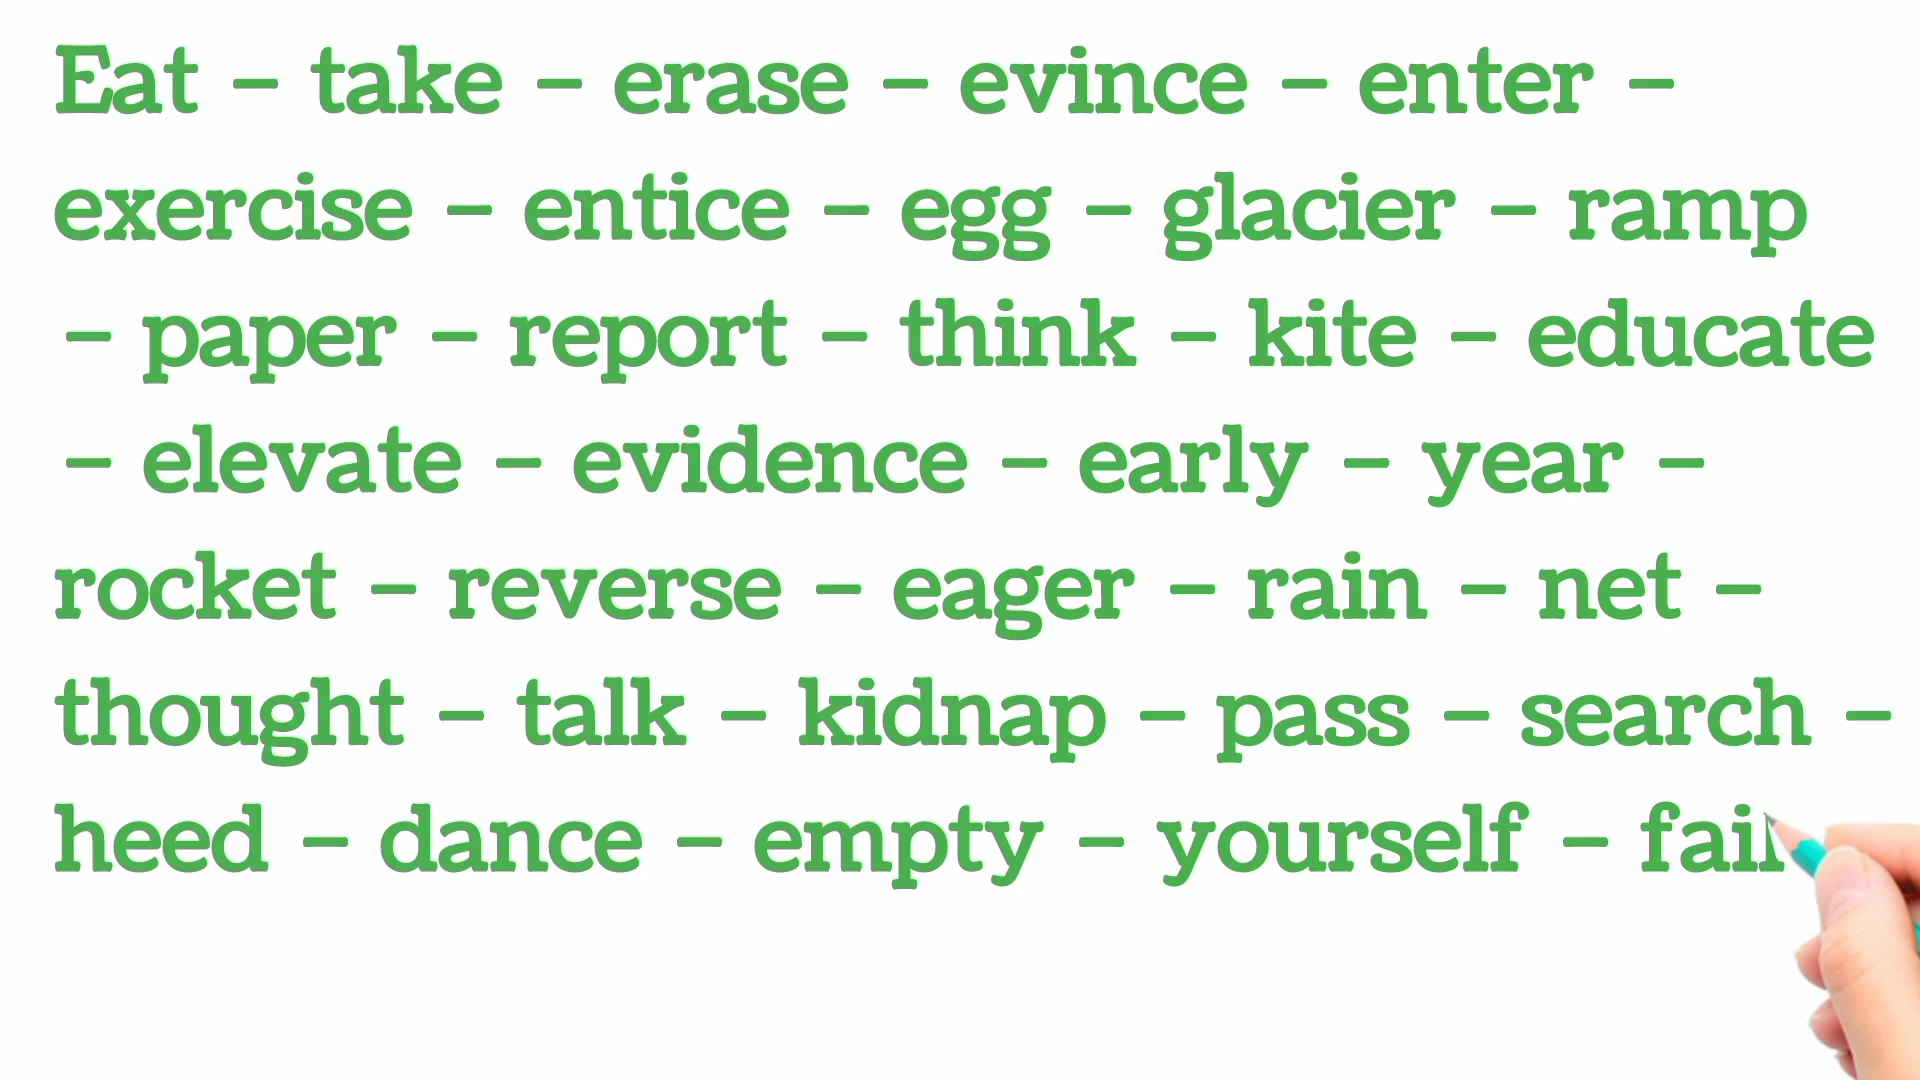 Eat – take – erase – evince – enter –
exercise – entice – egg – glacier – ramp
– paper – report – think – kite – educate
– elevate – evidence – early – year –
rocket – reverse – eager – rain – net –
thought – talk – kidnap – pass – search –
heed – dance – empty – yourself – fail